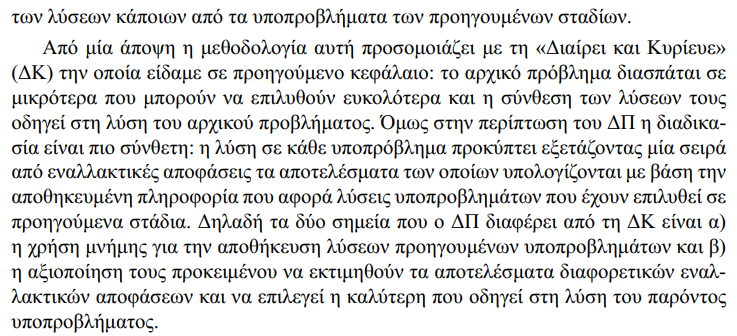 των λύσεων κάποιων από τα υποπροβλήματα των προηγουμένων σταδίων.
Από μία άποψη η μεθοδολογία αυτή προσομοιάζει με τη «Διαίρει και Κυρίευε»
(ΔΚ) την οποία είδαμε σε προηγούμενο κεφάλαιο: το αρχικό πρόβλημα διασπάται σε
μικρότερα που μπορούν να επιλυθούν ευκολότερα και η σύνθεση των λύσεων τους
οδηγεί στη λύση του αρχικού προβλήματος. Όμως στην περίπτωση του ΔΠ η διαδικα-
σία είναι πιο σύνθετη: η λύση σε κάθε υποπρόβλημα προκύπτει εξετάζοντας μία σειρά
από εναλλακτικές αποφάσεις τα αποτελέσματα των οποίων υπολογίζονται με βάση την
αποθηκευμένη πληροφορία που αφορά λύσεις υποπροβλημάτων που έχουν επιλυθεί σε
προηγούμενα στάδια. Δηλαδή τα δύο σημεία που ο ΔΠ διαφέρει από τη ΔΚ είναι α)
η χρήση μνήμης για την αποθήκευση λύσεων προηγουμένων υποπροβλημάτων και β)
η αξιοποίηση τους προκειμένου να εκτιμηθούν τα αποτελέσματα διαφορετικών εναλ-
λακτικών αποφάσεων και να επιλεγεί η καλύτερη που οδηγεί στη λύση του παρόντος
υποπροβλήματος.